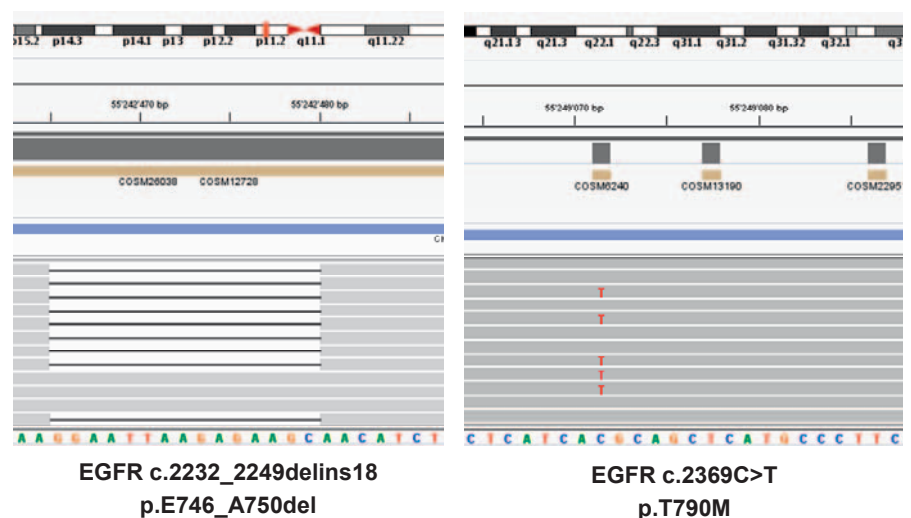 p15.2 p14.3 p14.1 p13 p12.2 p11.2 q11.1 q11.22
55'242'470 bp 55'242'480 bp
COSM26038 COSM12728
A A G G A A T T A A G A G A A G C A A C A T C T
EGFR c.2232_2249delins18
p.E746_A750del
q21.13 q21.3 q22.1 q22.3 q31.1 q31.2 q31.32 q32.1 q3
55'249'070 bp 55'249'080 bp
COSM6240 COSM13190 COSM2295
T
T
T
T
T
C T C A T C A C G C A G C T C A T G C C C T T C
EGFR c.2369C>T
p.T790M